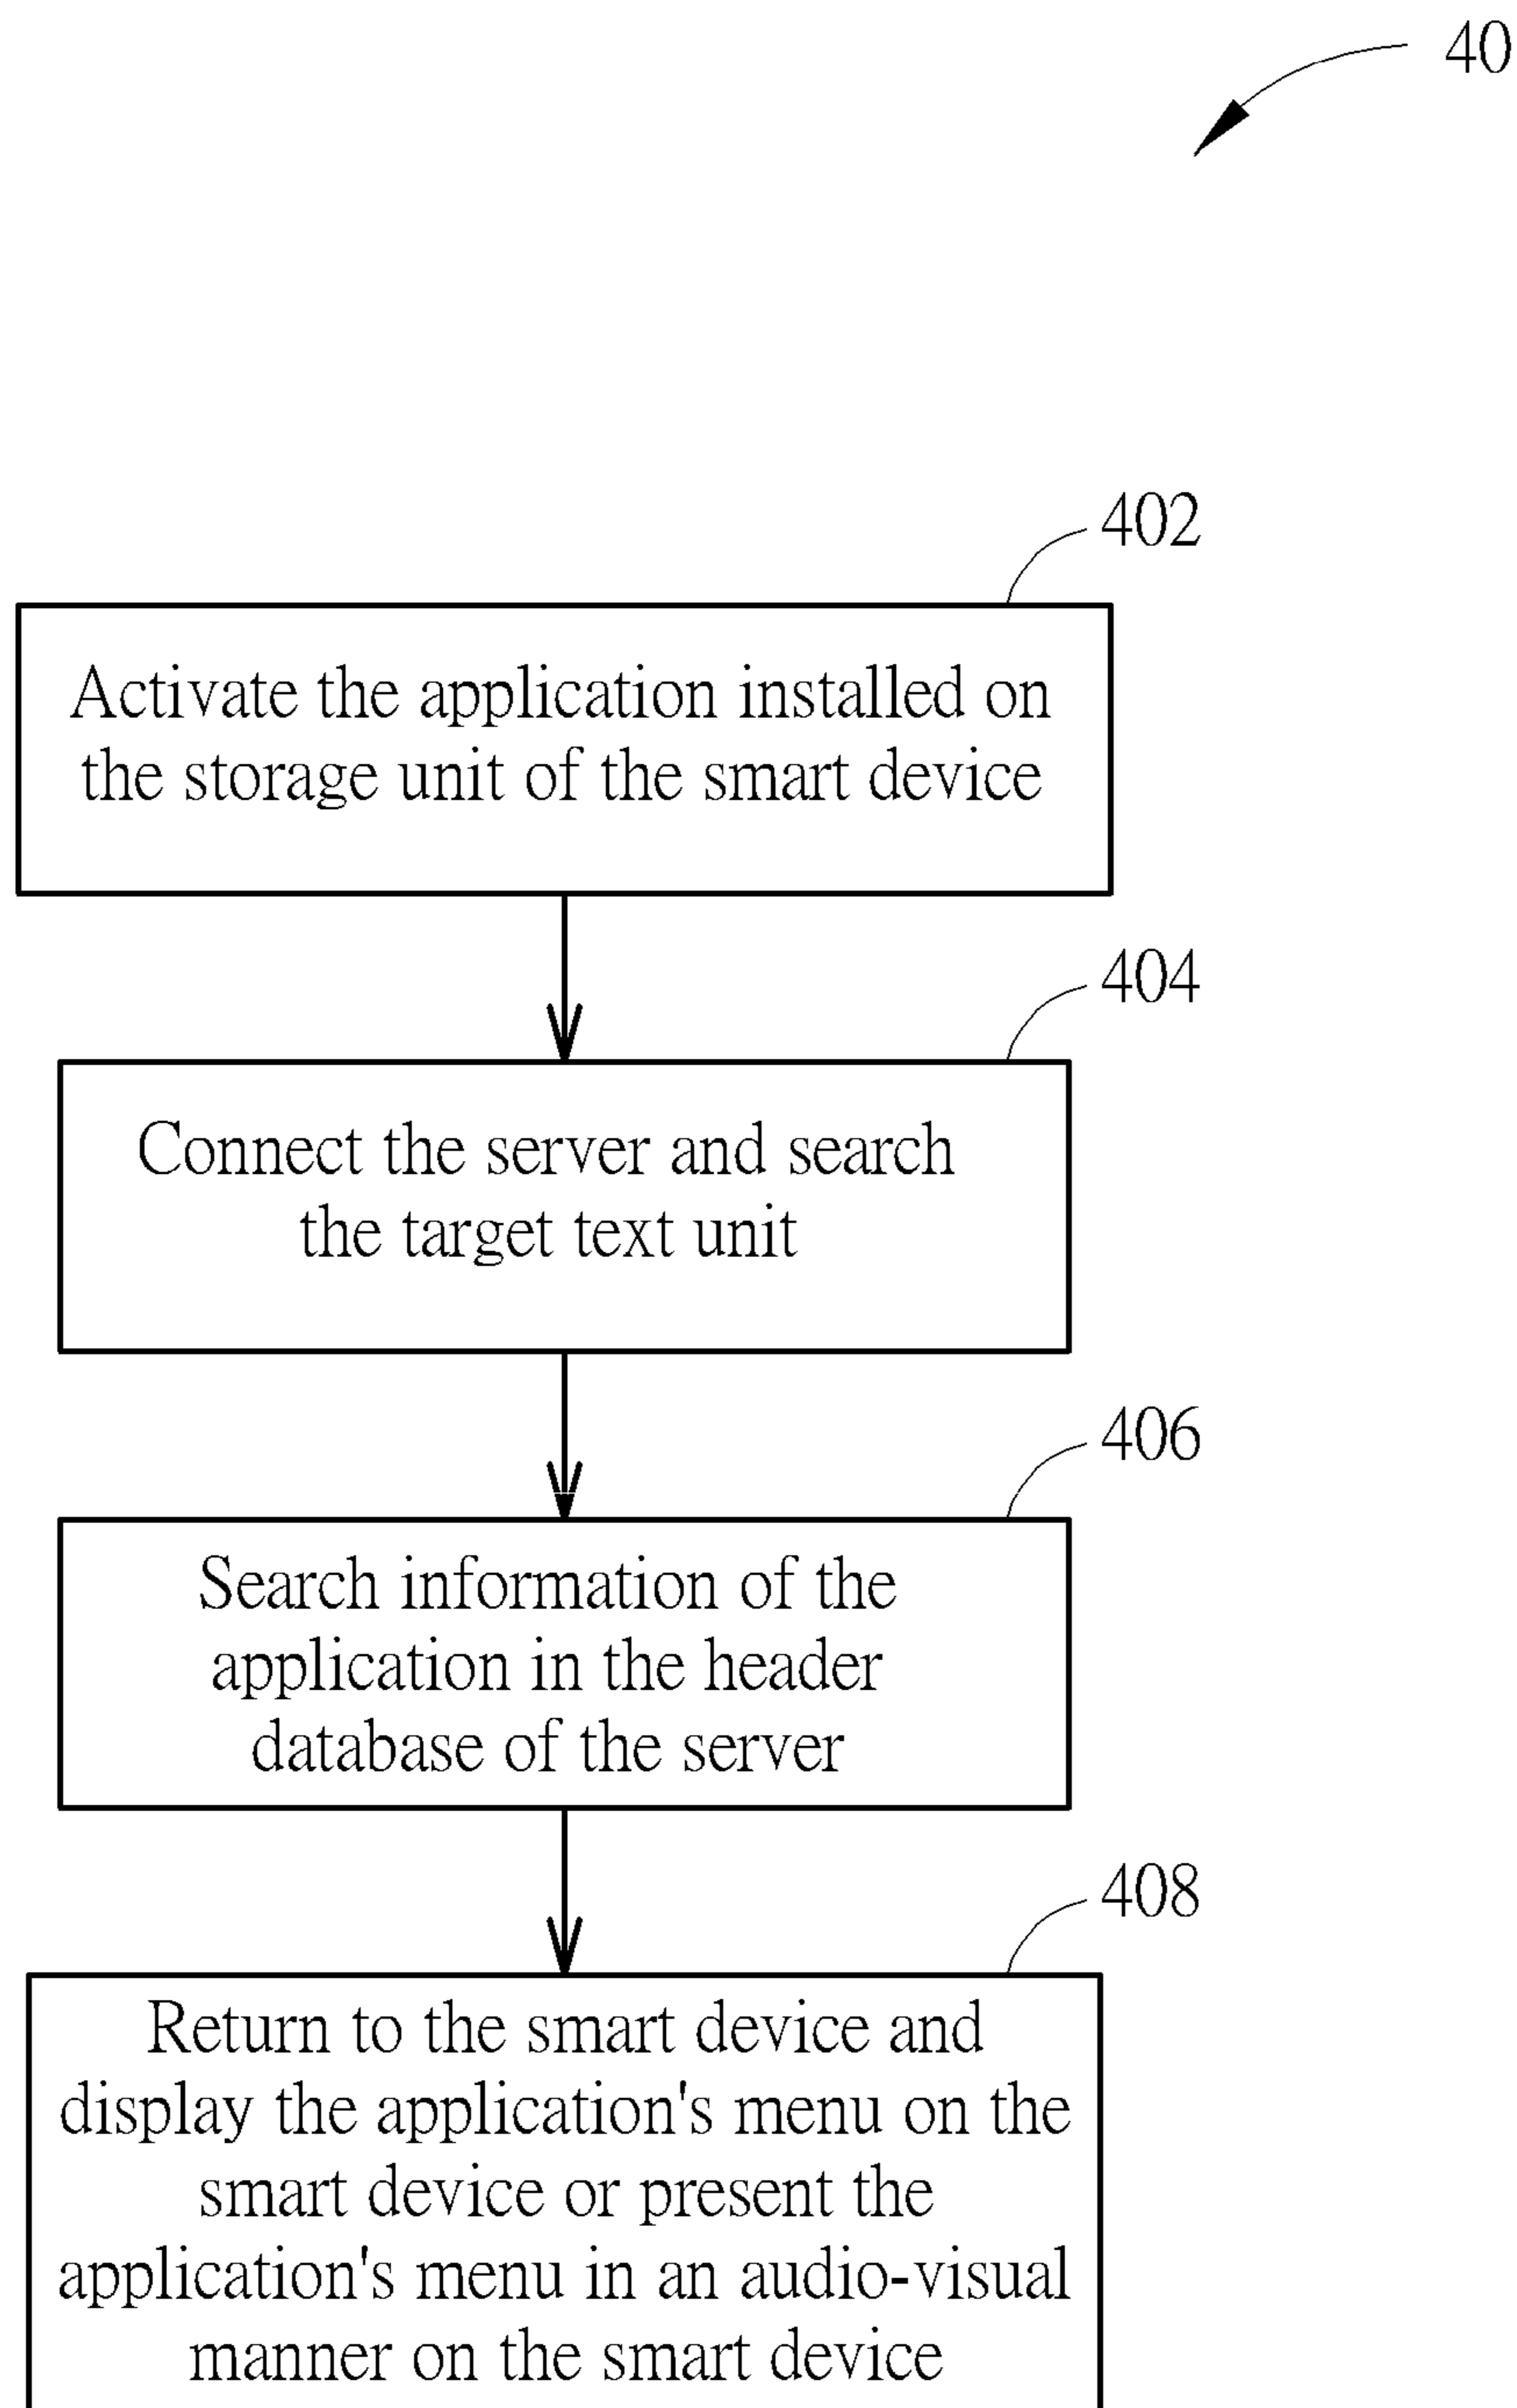 40
402
Activate the application installed on
the storage unit of the smart device
404
Connect the server and search
the target text unit
406
Search information of the
application in the header
database of the server
408
Return to the smart device and
display the application's menu on the
smart device or present the
application's menu in an audio-visual
manner on the smart device